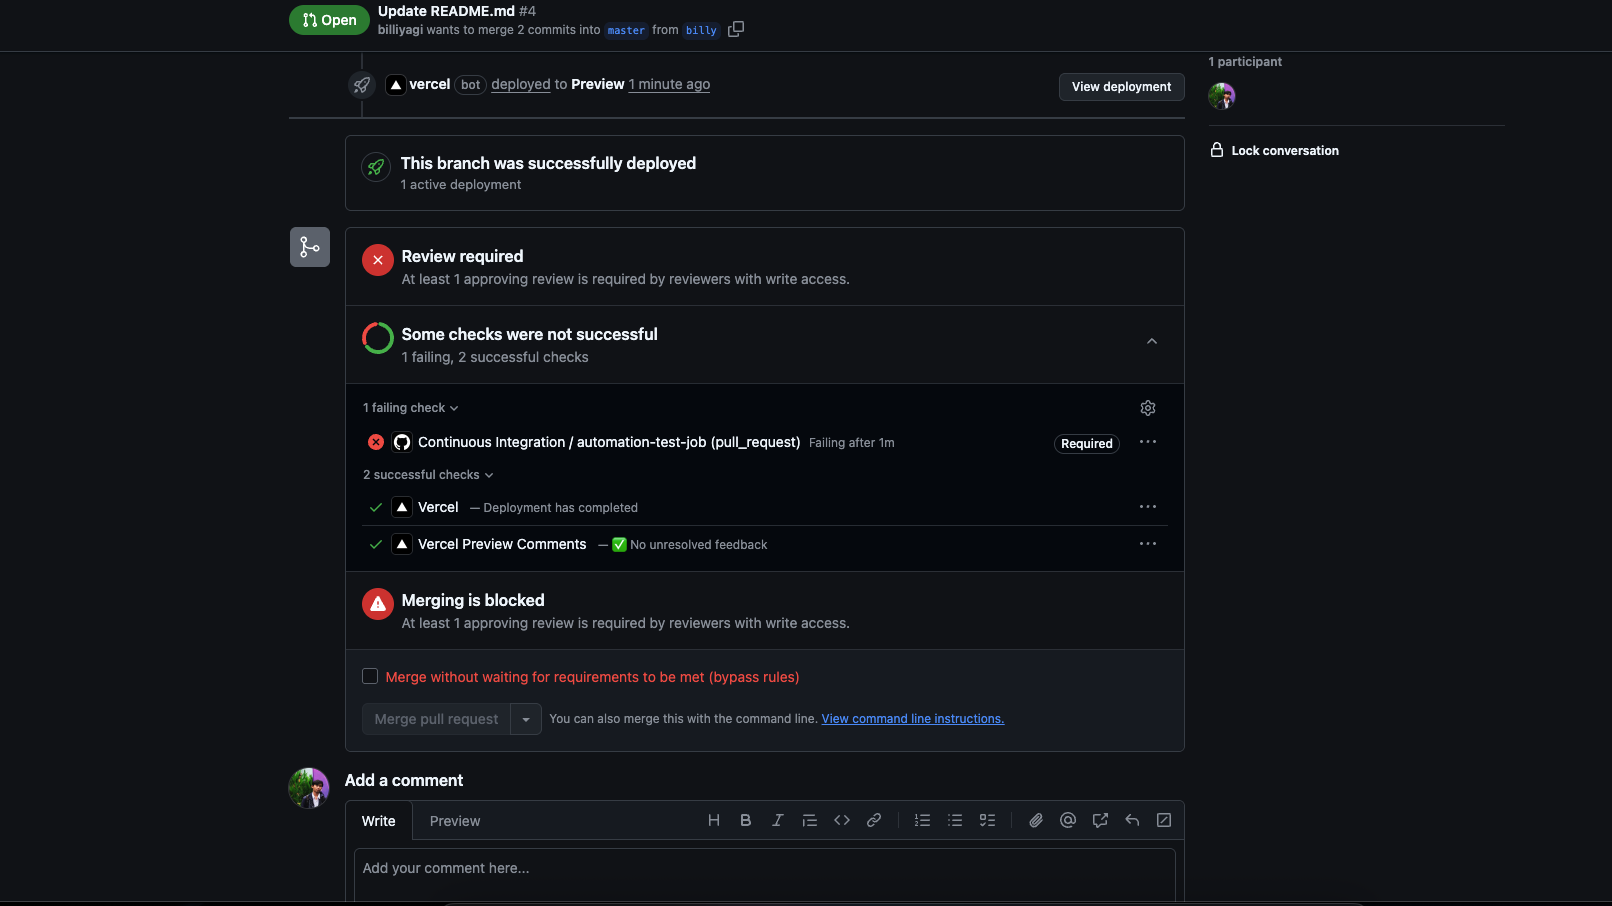 Open
Update README.md #4
billiyagi wants to merge 2 commits into master from billy
vercel bot deployed to Preview 1 minute ago
View deployment
1 participant
Lock conversation
This branch was successfully deployed
1 active deployment
Review required
At least 1 approving review is required by reviewers with write access.
Some checks were not successful
1 failing, 2 successful checks
1 failing check
Continuous Integration / automation-test-job (pull_request) Failing after 1m
Required
2 successful checks
Vercel — Deployment has completed
Vercel Preview Comments — ✅ No unresolved feedback
Merging is blocked
At least 1 approving review is required by reviewers with write access.
Merge without waiting for requirements to be met (bypass rules)
Merge pull request
You can also merge this with the command line. View command line instructions.
Add a comment
Write Preview
Add your comment here...